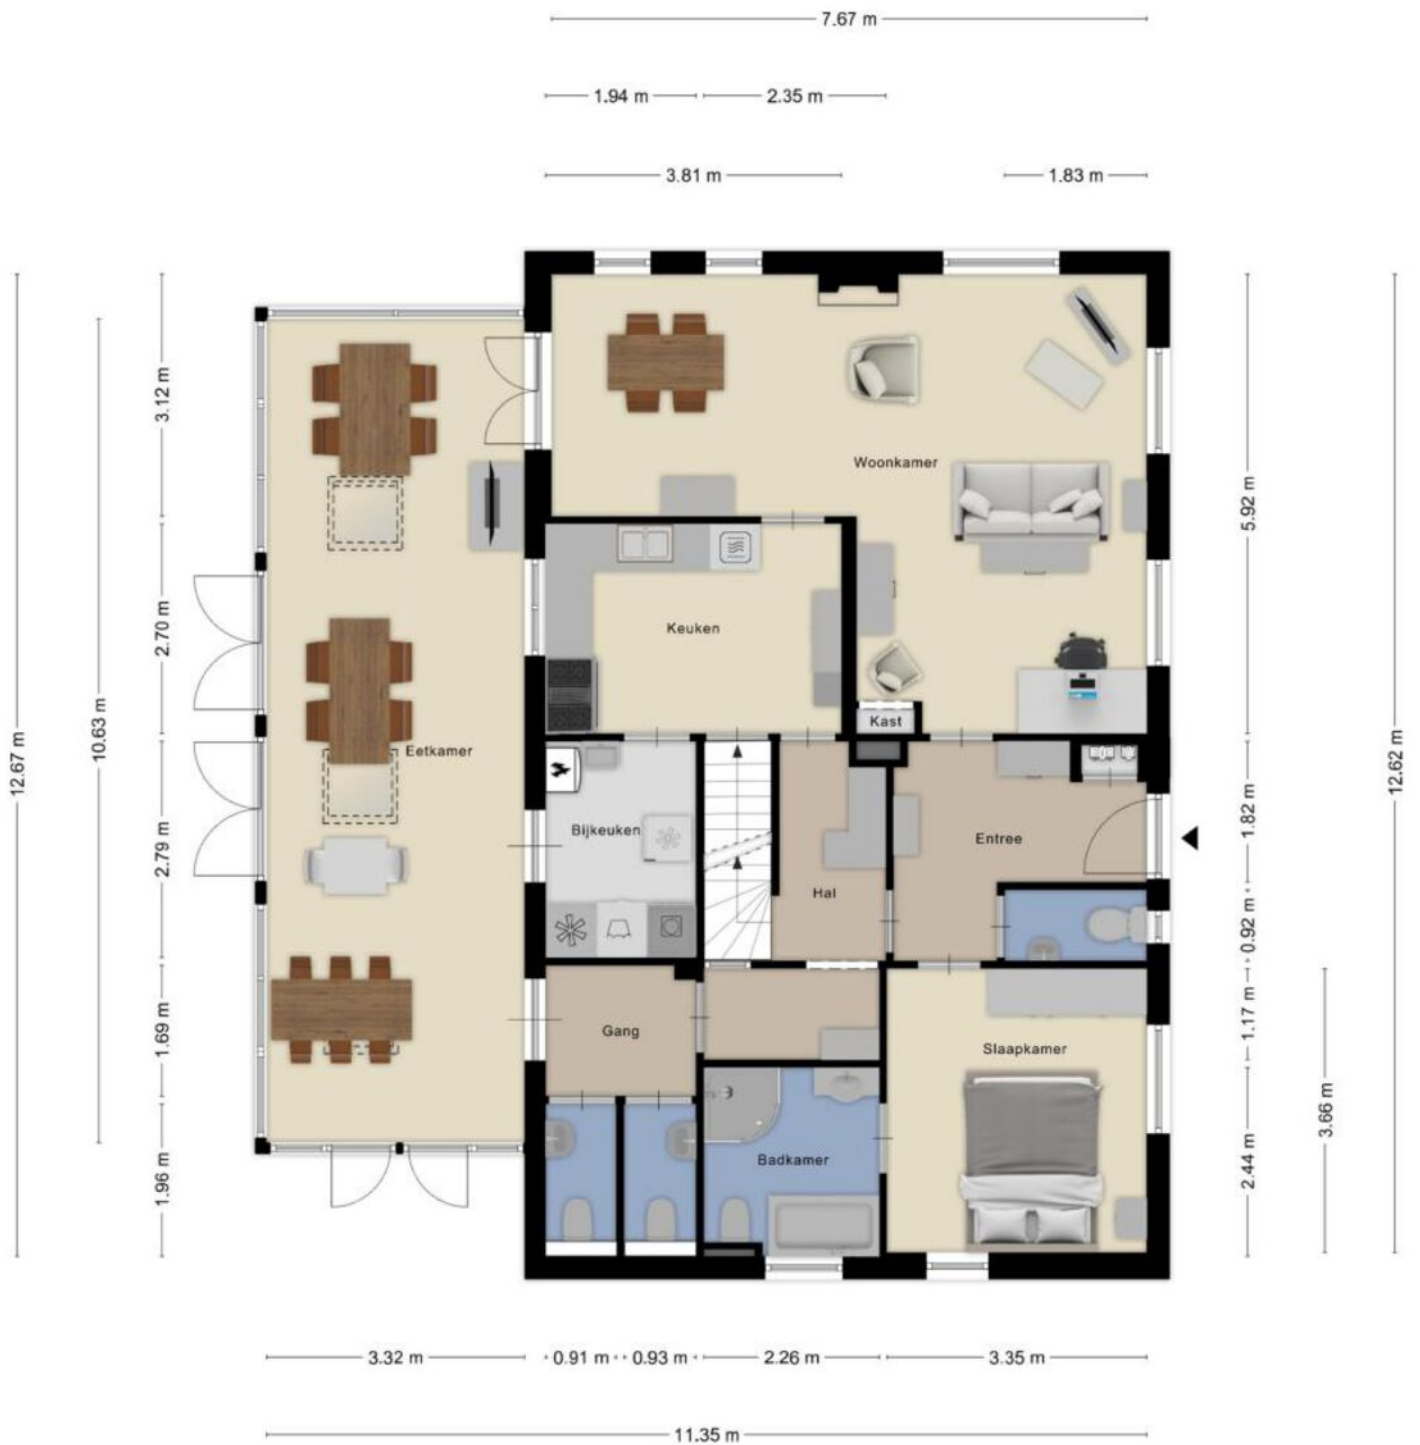 7.67 m
1.94 m
2.35 m
3.81 m
1.83 m
3.12 m
Woonkamer
5.92 m
2.70 m
Keuken
12.67 m
10.63 m
Eetkamer
Kast
12.62 m
2.79 m
Bijkeuken
Hal
Entree
1.82 m
0.92 m
1.69 m
Gang
Slaapkamer
1.17 m
3.66 m
1.96 m
Badkamer
2.44 m
3.32 m
0.91 m
0.93 m
2.26 m
3.35 m
11.35 m